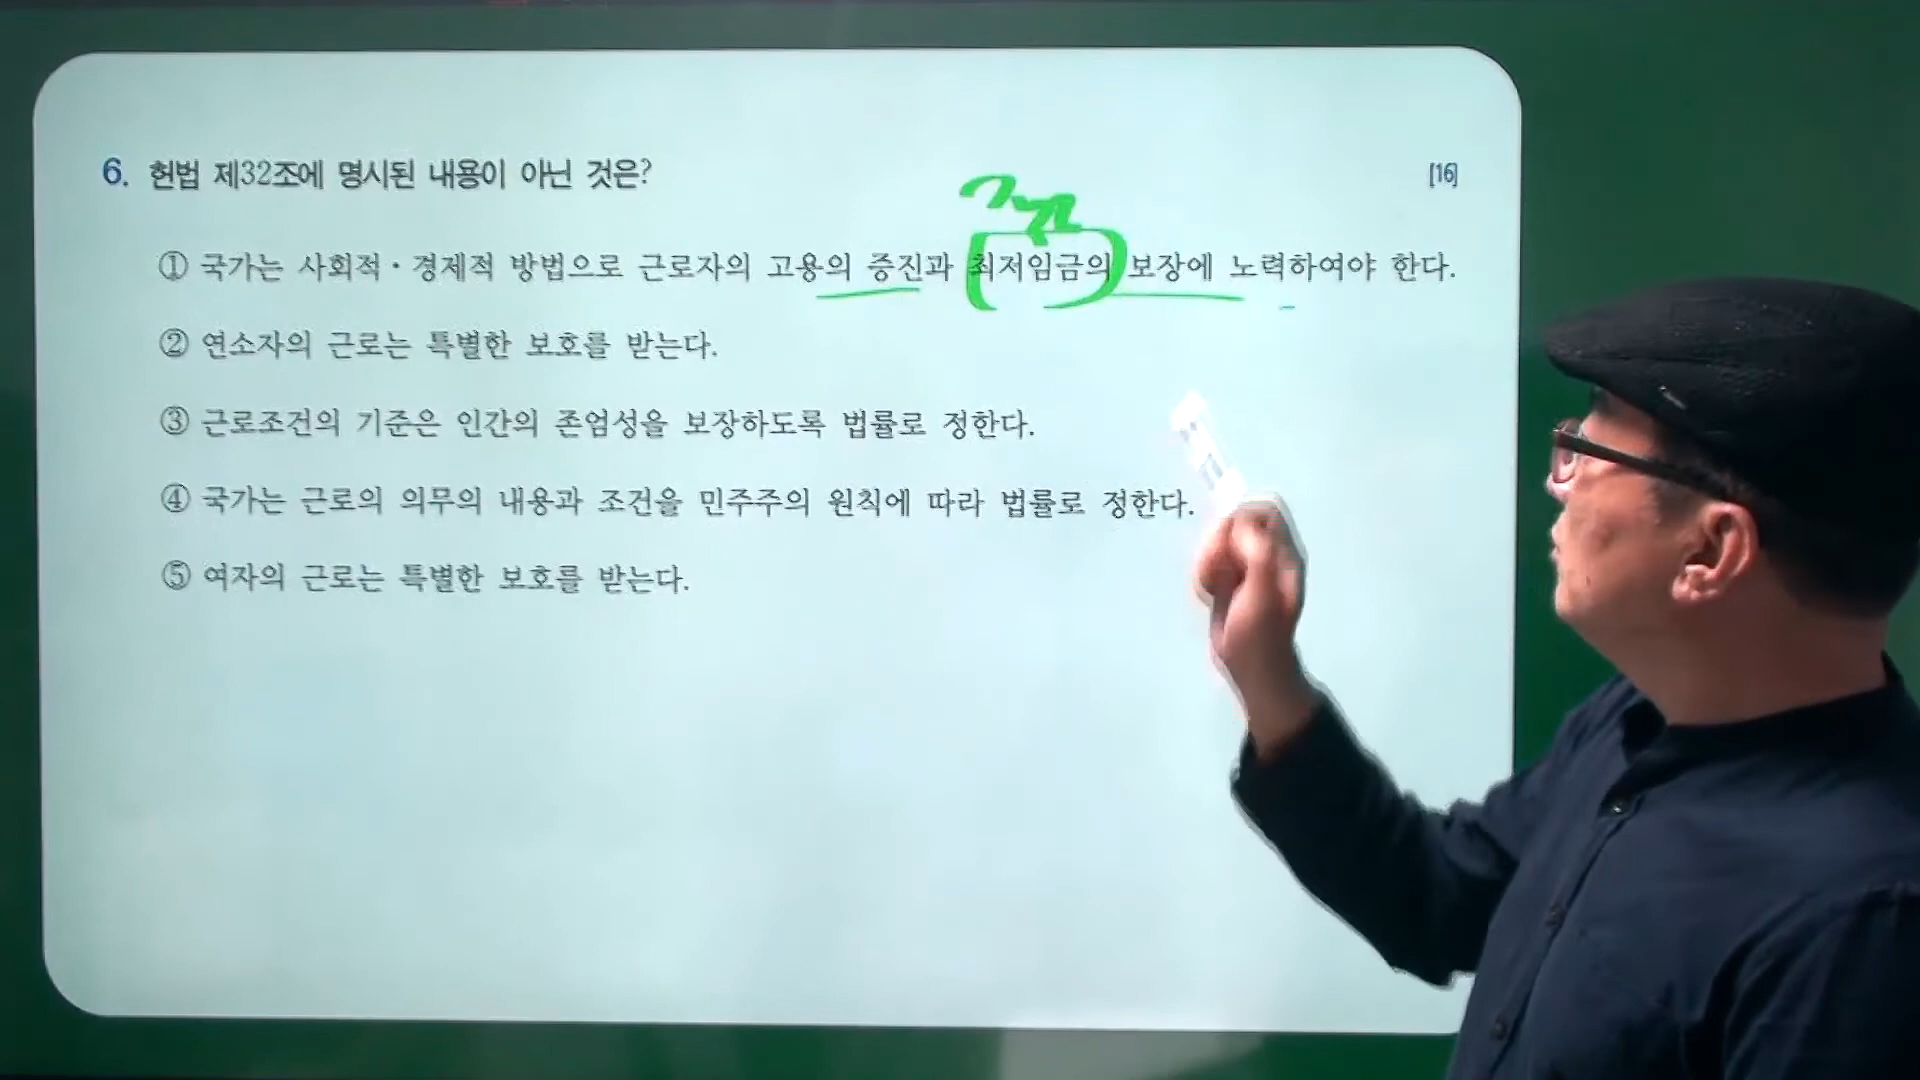 6. 헌법 제32조에 명시된 내용이 아닌 것은? [16]
① 국가는 사회적·경제적 방법으로 근로자의 고용의 증진과 최저임금의 보장에 노력하여야 한다.
② 연소자의 근로는 특별한 보호를 받는다.
③ 근로조건의 기준은 인간의 존엄성을 보장하도록 법률로 정한다.
④ 국가는 근로의 의무의 내용과 조건을 민주주의 원칙에 따라 법률로 정한다.
⑤ 여자의 근로는 특별한 보호를 받는다.